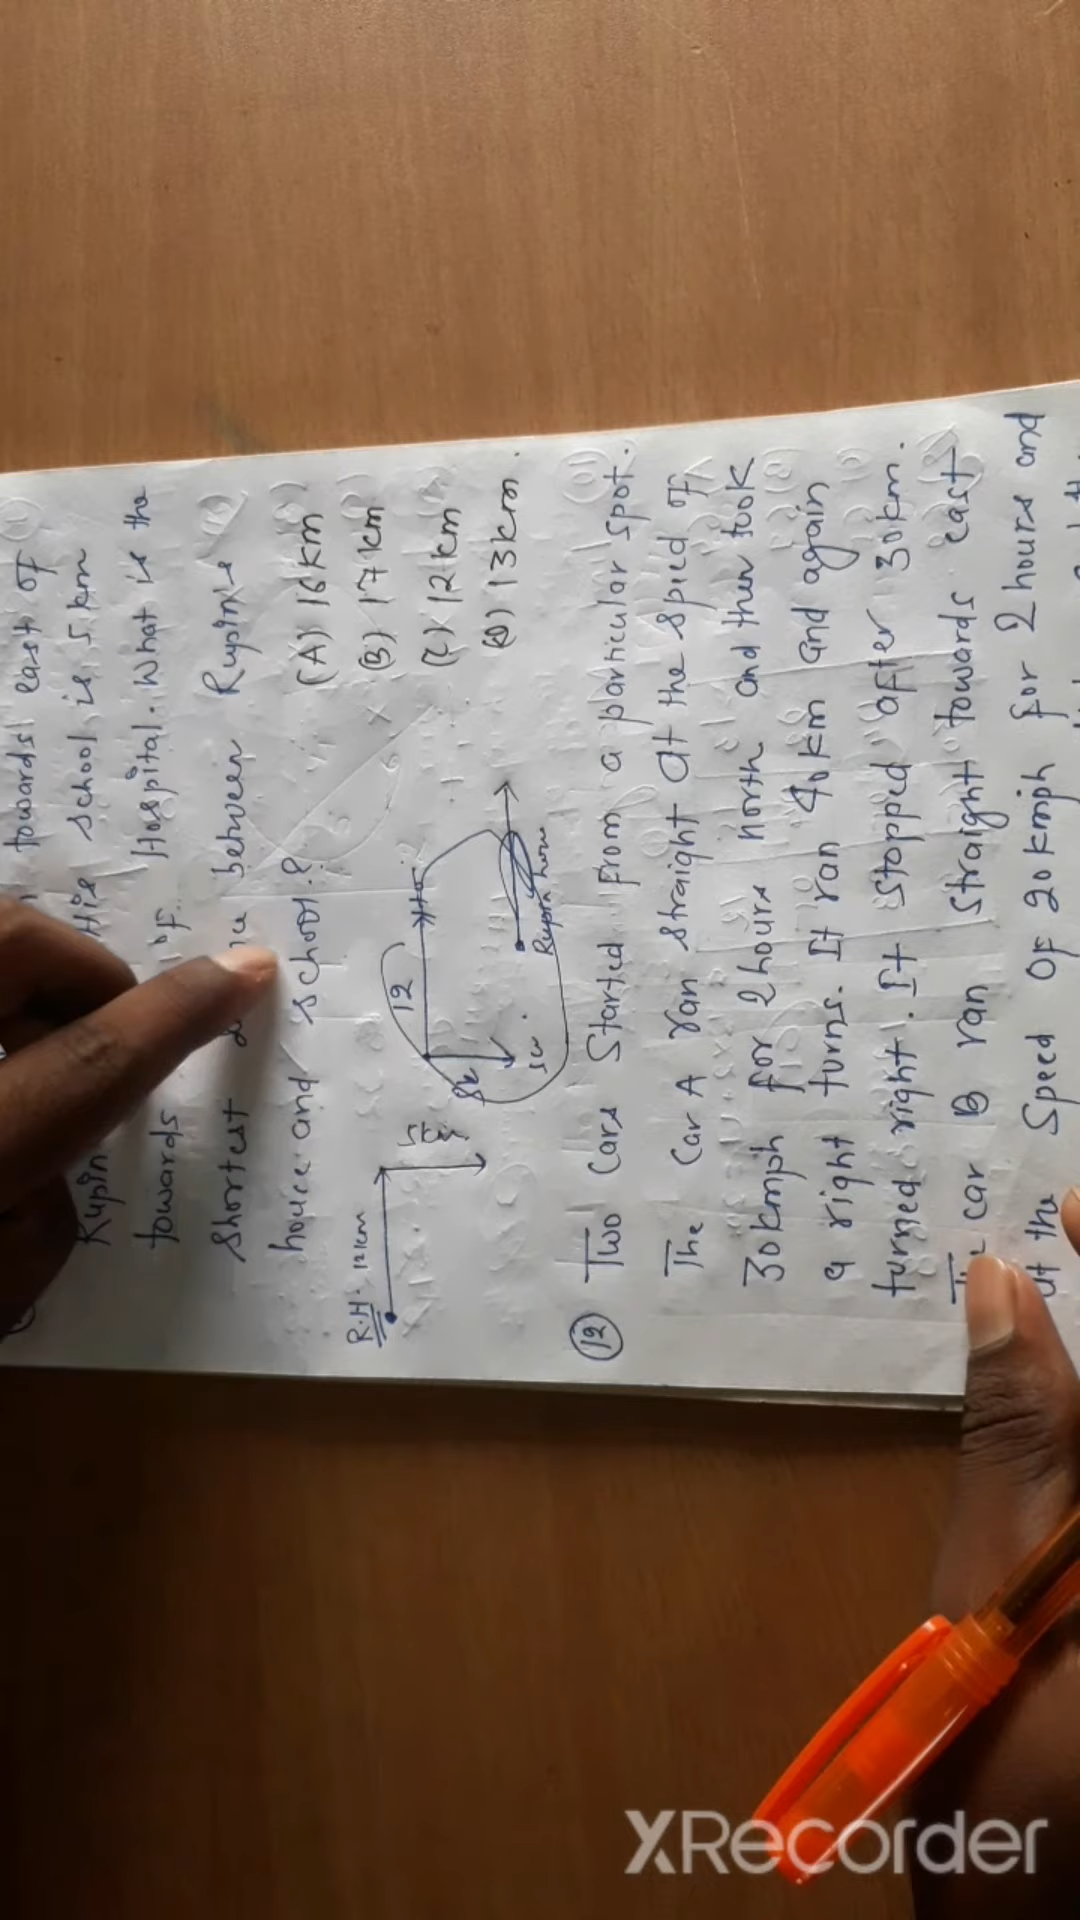 towards east of
His school is 5 km
towards of Hospital. What is the
Shortest between Rupin's
house and school?
(A) 16 km
(B) 17 km
(C) 12 km
(D) 13 km.
R.H. 12 km
5 km
12
Sc.
(12) Two Cars Started from a particular spot.
The Car A ran straight at the spied of
30 kmph for 2 hours north and then took
a right turns. It ran 40 km and again
turned right. It Stopped after 30 km.
car B ran Straight towards east
at the Speed of 20 kmph for 2 hours and
XRecorder